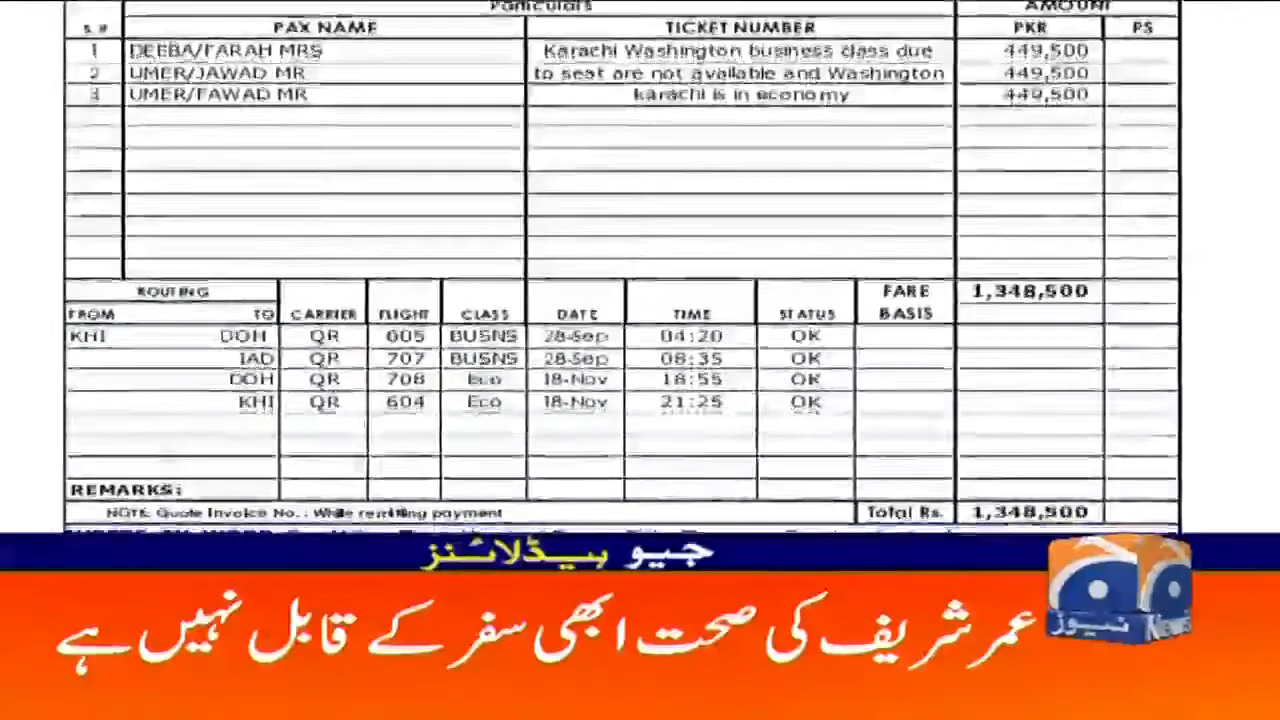 Particulars AMOUNT
S.# PAX NAME TICKET NUMBER PKR PS
1 DEEBA/FARAH MRS Karachi Washington business class due 449,500
2 UMER/JAWAD MR to seat are not available and Washington 449,500
3 UMER/FAWAD MR karachi is in economy 449,500
ROUTING FARE BASIS 1,348,500
FROM TO CARRIER FLIGHT CLASS DATE TIME STATUS
KHI DOH QR 605 BUSNS 28-Sep 04:20 OK
IAD QR 707 BUSNS 28-Sep 08:35 OK
DOH QR 708 Eco 18-Nov 18:55 OK
KHI QR 604 Eco 18-Nov 21:25 OK
REMARKS:
NOTE: Quote Invoice No.: While remitting payment Total Rs. 1,348,500
جیو ہیڈلائنز
عمر شریف کی صحت ابھی سفر کے قابل نہیں ہے
نیوز News